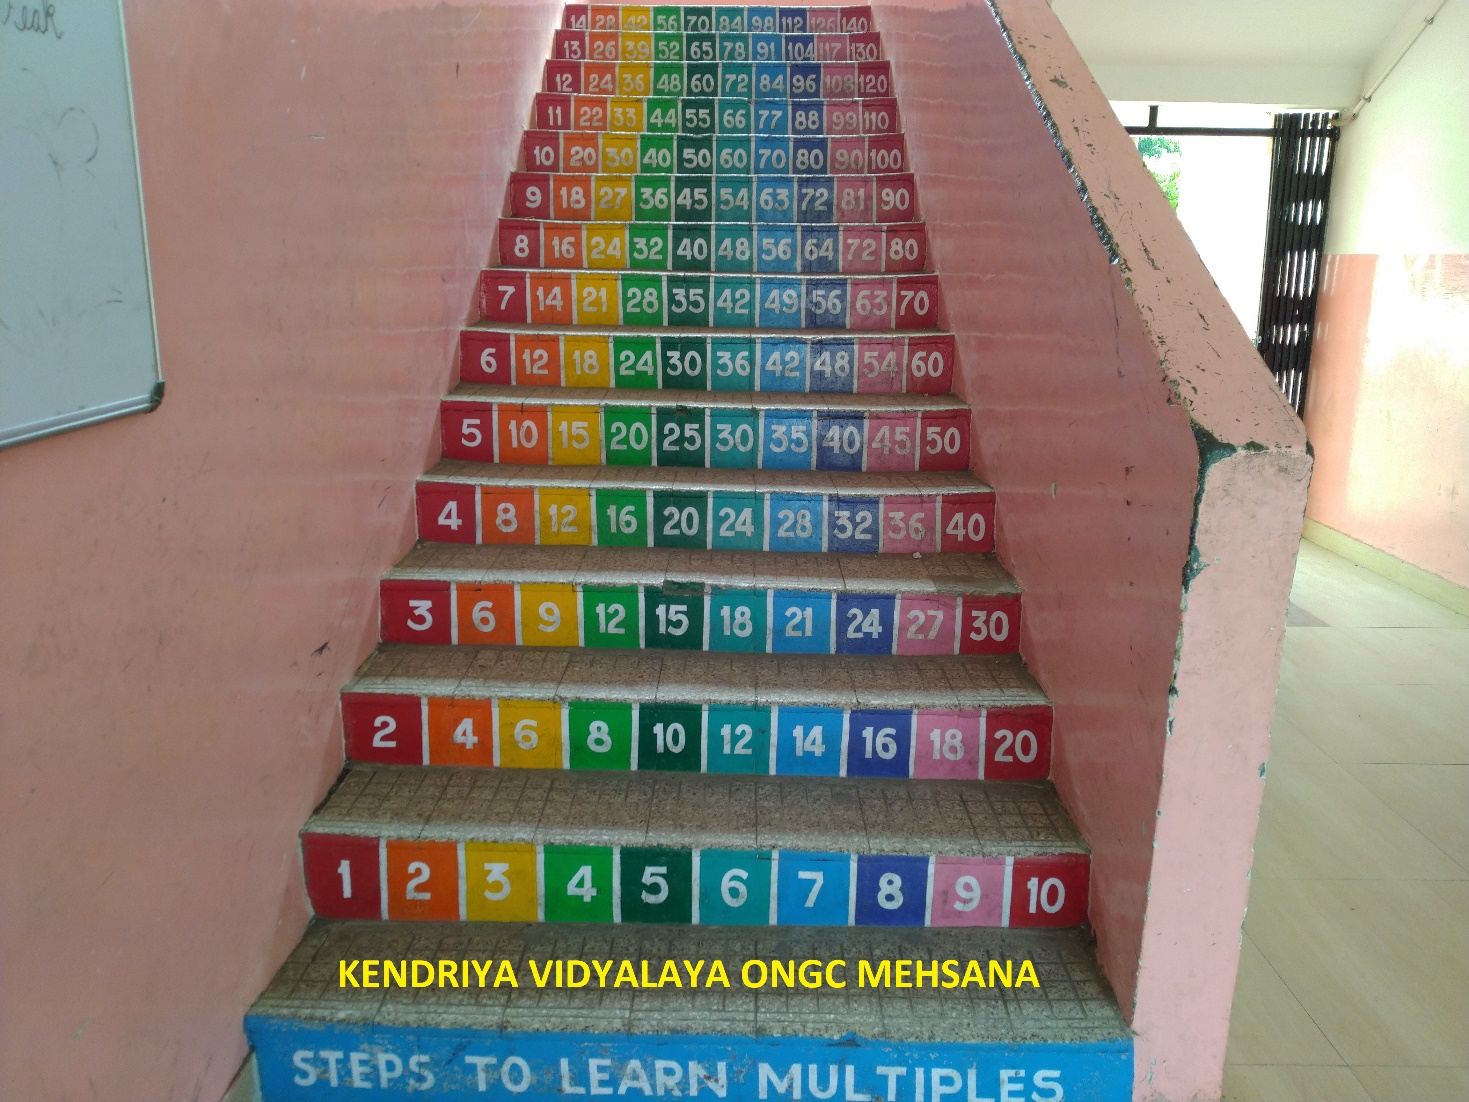 14 28 42 56 70 84 98 112 126 140
13 26 39 52 65 78 91 104 117 130
12 24 36 48 60 72 84 96 108 120
11 22 33 44 55 66 77 88 99 110
10 20 30 40 50 60 70 80 90 100
9 18 27 36 45 54 63 72 81 90
8 16 24 32 40 48 56 64 72 80
7 14 21 28 35 42 49 56 63 70
6 12 18 24 30 36 42 48 54 60
5 10 15 20 25 30 35 40 45 50
4 8 12 16 20 24 28 32 36 40
3 6 9 12 15 18 21 24 27 30
2 4 6 8 10 12 14 16 18 20
1 2 3 4 5 6 7 8 9 10
KENDRIYA VIDYALAYA ONGC MEHSANA
STEPS TO LEARN MULTIPLES